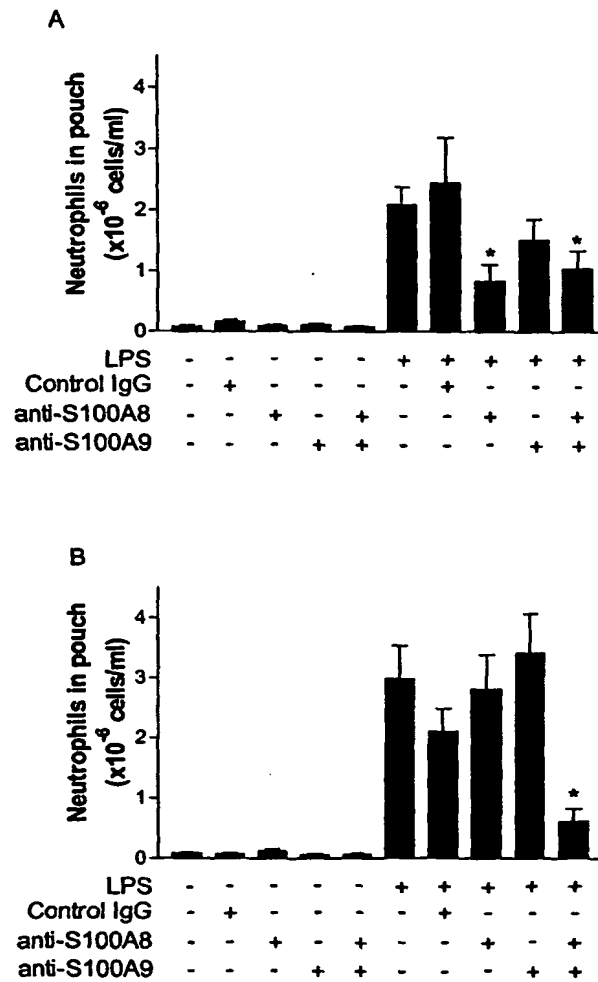 A
Neutrophils in pouch
(x10⁻⁶ cells/ml)
4
3
2
1
0
* *
LPS - - - - - + + + + +
Control IgG - + - - - - + - - -
anti-S100A8 - - + - + - - + - +
anti-S100A9 - - - + + - - - + +
B
Neutrophils in pouch
(x10⁻⁶ cells/ml)
4
3
2
1
0
*
LPS - - - - - + + + + +
Control IgG - + - - - - + - - -
anti-S100A8 - - + - + - - + - +
anti-S100A9 - - - + + - - - + +